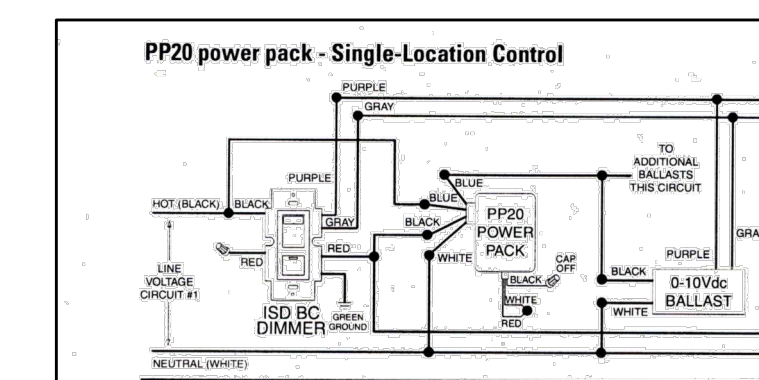 PP20 power pack - Single-Location Control
PURPLE
GRAY
TO
ADDITIONAL
BALLASTS
THIS CIRCUIT
PURPLE
BLUE
HOT (BLACK)
BLACK
BLUE
GRAY
BLACK
PP20
POWER
PACK
GRA
RED
RED
WHITE
CAP
OFF
PURPLE
LINE
VOLTAGE
CIRCUIT #1
BLACK
BLACK
0-10Vdc
BALLAST
WHITE
WHITE
RED
ISD BC
DIMMER
GREEN
GROUND
NEUTRAL (WHITE)